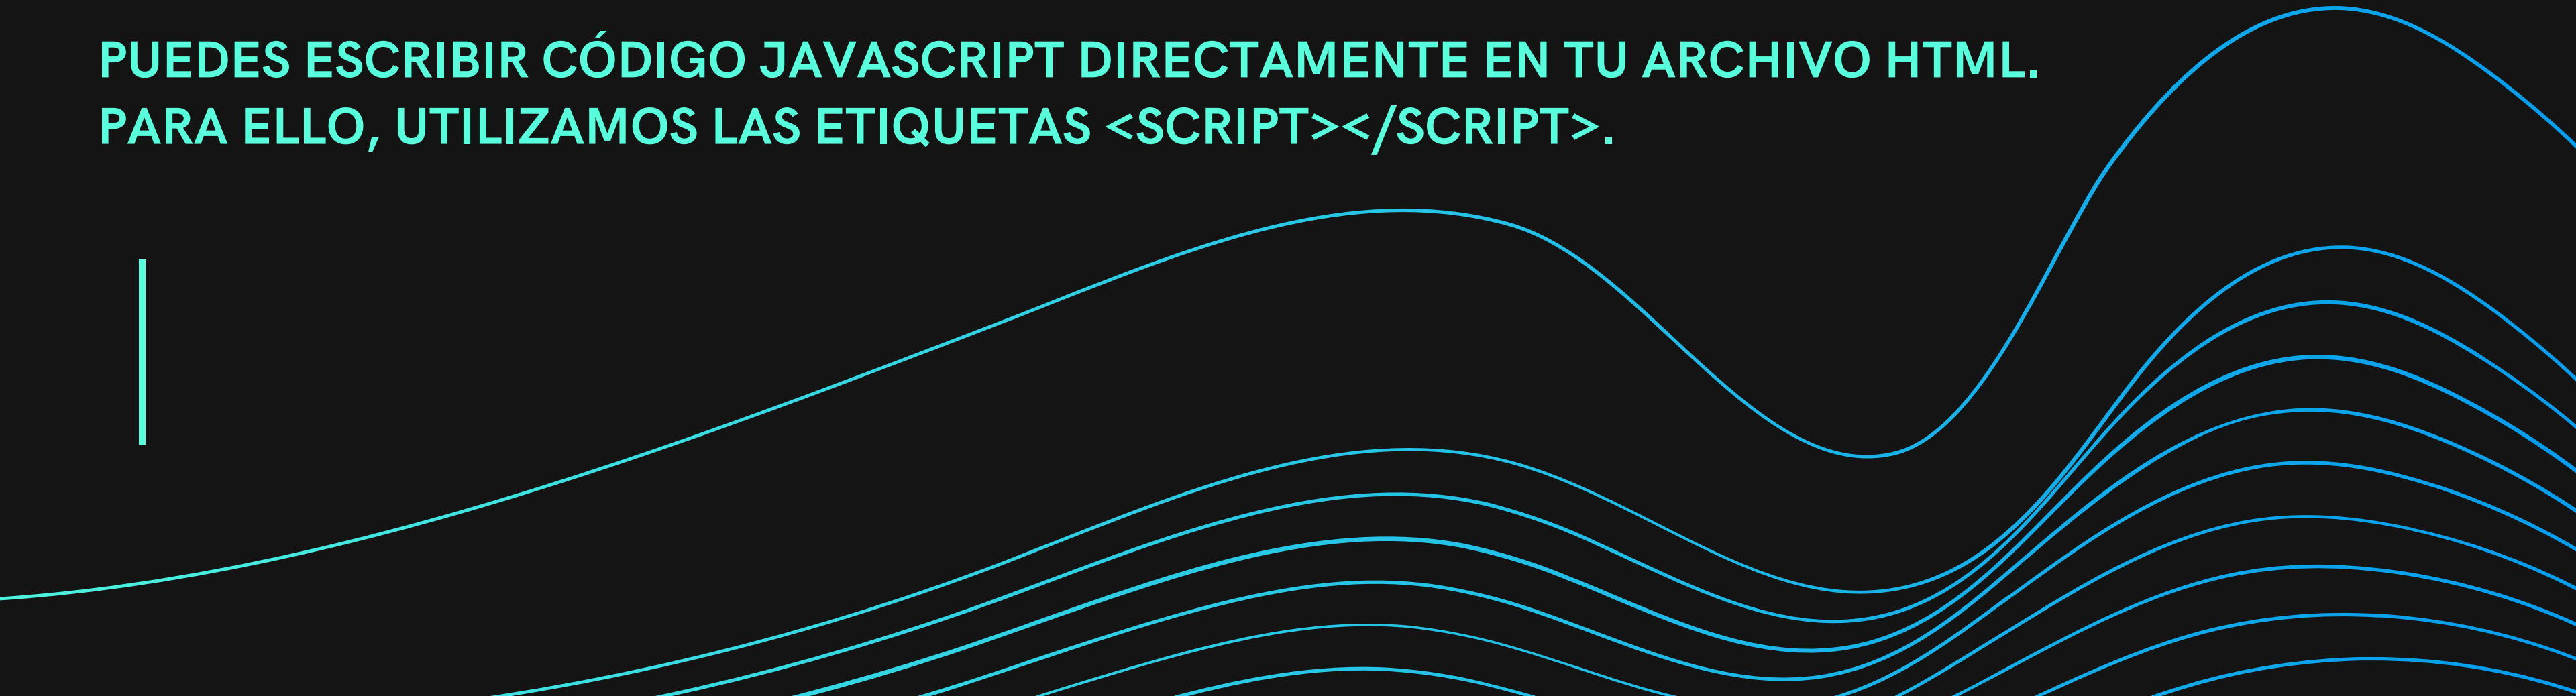 PUEDES ESCRIBIR CÓDIGO JAVASCRIPT DIRECTAMENTE EN TU ARCHIVO HTML.
PARA ELLO, UTILIZAMOS LAS ETIQUETAS <SCRIPT></SCRIPT>.